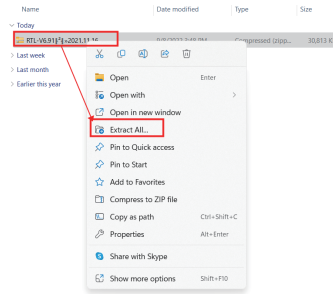 Name Date modified Type Size
Today
RTL-V6.91 2021.11.16 Compressed (zipp... 30,813 K
Last week
Last month
Earlier this year
Open Enter
Open with
Open in new window
Extract All...
Pin to Quick access
Pin to Start
Add to Favorites
Compress to ZIP file
Copy as path Ctrl+Shift+C
Properties Alt+Enter
Share with Skype
Show more options Shift+F10